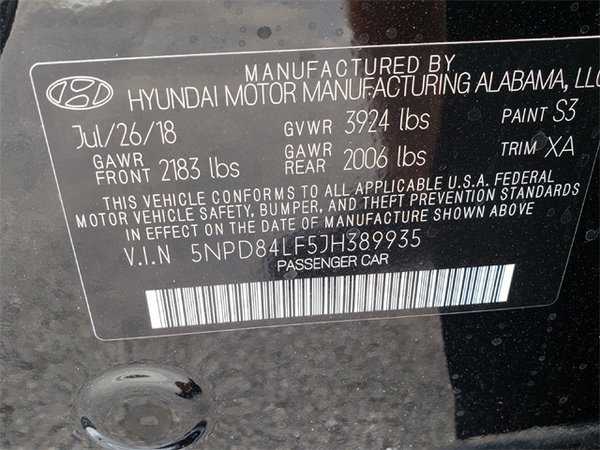 MANUFACTURED BY
HYUNDAI MOTOR MANUFACTURING ALABAMA, LLC
Jul/26/18 GVWR 3924 lbs PAINT S3
GAWR FRONT 2183 lbs GAWR REAR 2006 lbs TRIM XA
THIS VEHICLE CONFORMS TO ALL APPLICABLE U.S.A. FEDERAL
MOTOR VEHICLE SAFETY, BUMPER, AND THEFT PREVENTION STANDARDS
IN EFFECT ON THE DATE OF MANUFACTURE SHOWN ABOVE
V.I.N 5NPD84LF5JH389935
PASSENGER CAR